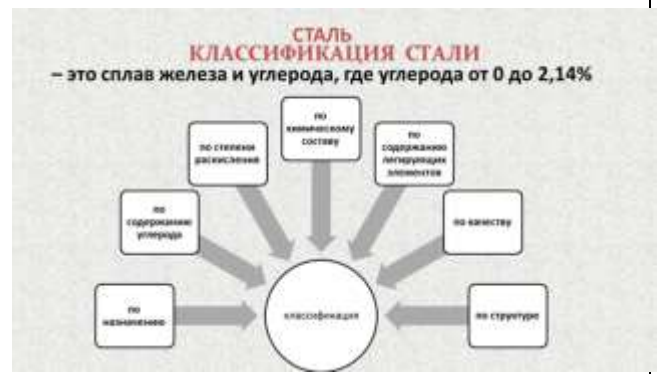 СТАЛЬ
КЛАССИФИКАЦИЯ СТАЛИ
– это сплав железа и углерода, где углерода от 0 до 2,14%
по
химическому
составу
по степени
раскисления
по
содержанию
легирующих
элементов
по
содержанию
углерода
по качеству
по
назначению
классификация
по структуре